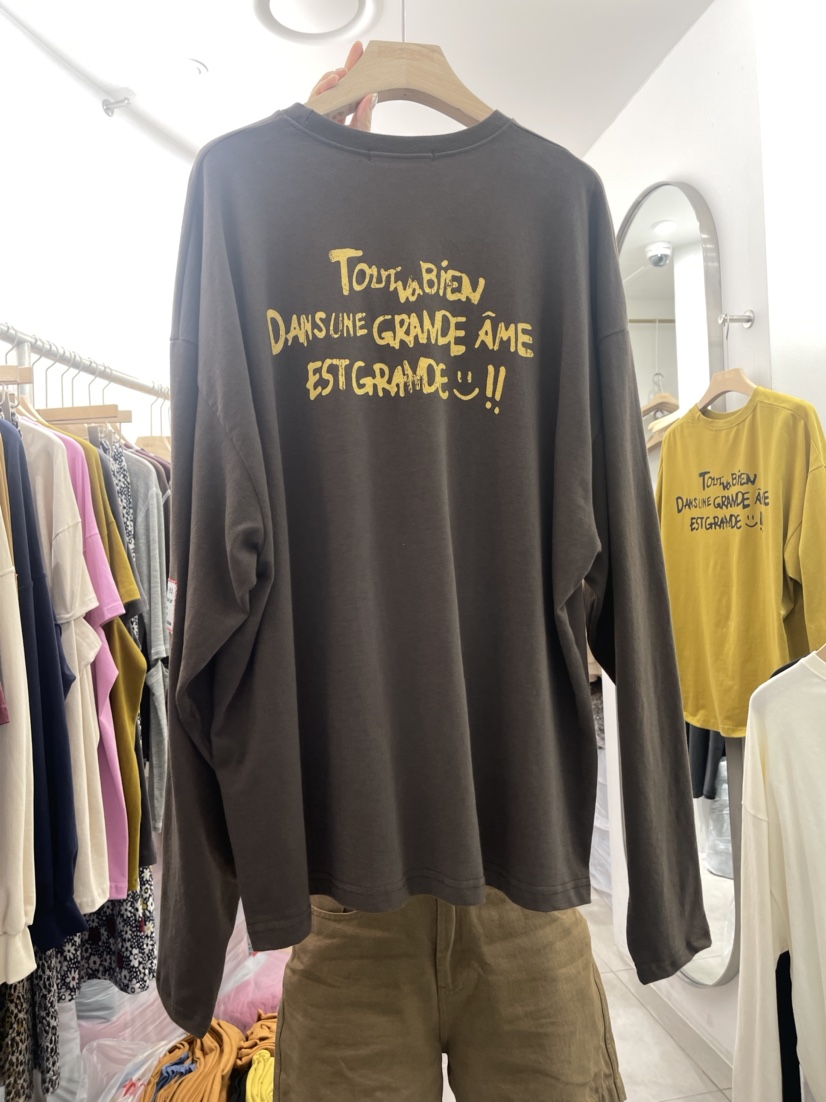 Tout va BiEN
DANS UNE GRANDE ÂME
EST GRANDE !!
Tout va BiEN
DANS UNE GRANDE ÂME
EST GRANDE !!